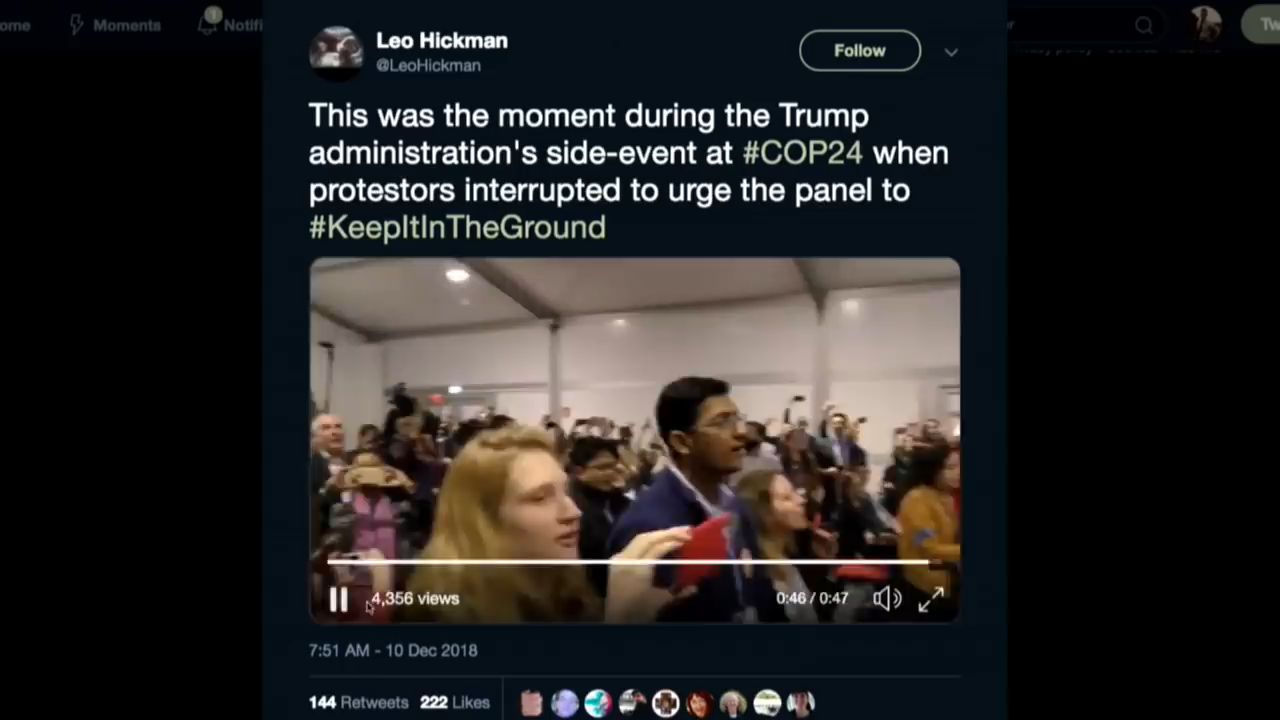 Moments
1
Leo Hickman
@LeoHickman
Follow
This was the moment during the Trump
administration's side-event at #COP24 when
protestors interrupted to urge the panel to
#KeepItInTheGround
4,356 views
0:46 / 0:47
7:51 AM - 10 Dec 2018
144 Retweets 222 Likes